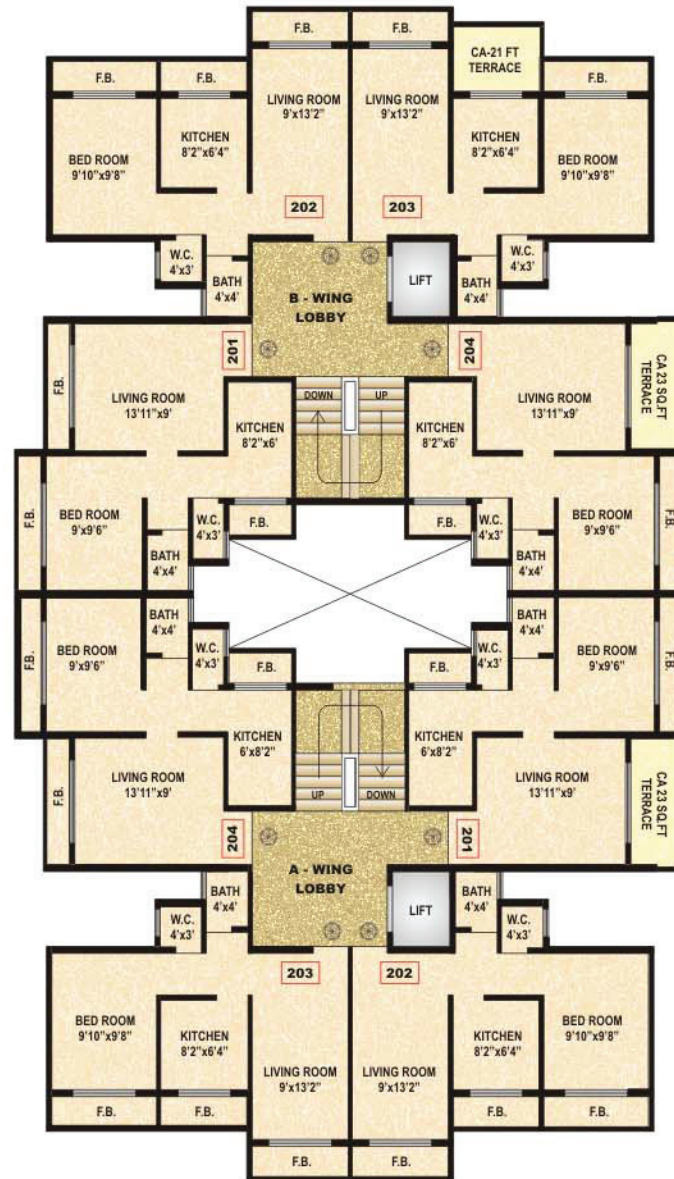 F.B.
F.B.
CA-21 FT
TERRACE
F.B.
F.B.
F.B.
LIVING ROOM
9'x13'2"
LIVING ROOM
9'x13'2"
KITCHEN
8'2"x6'4"
KITCHEN
8'2"x6'4"
BED ROOM
9'10"x9'8"
BED ROOM
9'10"x9'8"
202
203
W.C.
4'x3'
W.C.
4'x3'
BATH
4'x4'
LIFT
BATH
4'x4'
B - WING
LOBBY
201
204
F.B.
LIVING ROOM
13'11"x9'
LIVING ROOM
13'11"x9'
CA 23 SQ.FT
TERRACE
DOWN
UP
KITCHEN
8'2"x6'
KITCHEN
8'2"x6'
F.B.
BED ROOM
9'x9'6"
W.C.
4'x3'
F.B.
F.B.
W.C.
4'x3'
BED ROOM
9'x9'6"
F.B.
BATH
4'x4'
BATH
4'x4'
BATH
4'x4'
BATH
4'x4'
F.B.
BED ROOM
9'x9'6"
W.C.
4'x3'
F.B.
F.B.
W.C.
4'x3'
BED ROOM
9'x9'6"
F.B.
KITCHEN
6'x8'2"
KITCHEN
6'x8'2"
F.B.
LIVING ROOM
13'11"x9'
LIVING ROOM
13'11"x9'
CA 23 SQ.FT
TERRACE
UP
DOWN
204
201
A - WING
LOBBY
BATH
4'x4'
LIFT
BATH
4'x4'
W.C.
4'x3'
W.C.
4'x3'
203
202
BED ROOM
9'10"x9'8"
KITCHEN
8'2"x6'4"
KITCHEN
8'2"x6'4"
BED ROOM
9'10"x9'8"
LIVING ROOM
9'x13'2"
LIVING ROOM
9'x13'2"
F.B.
F.B.
F.B.
F.B.
F.B.
F.B.